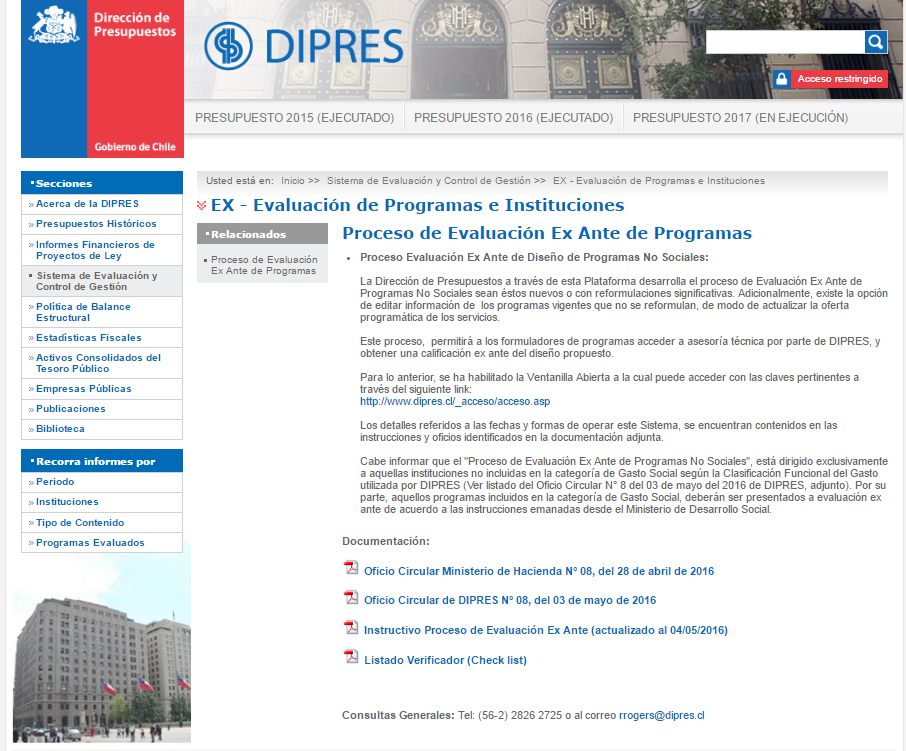 Dirección de
Presupuestos
Gobierno de Chile
DIPRES
Acceso restringido
PRESUPUESTO 2015 (EJECUTADO)
PRESUPUESTO 2016 (EJECUTADO)
PRESUPUESTO 2017 (EN EJECUCIÓN)
Secciones
» Acerca de la DIPRES
» Presupuestos Históricos
» Informes Financieros de
Proyectos de Ley
Sistema de Evaluación y
Control de Gestión
» Política de Balance
Estructural
» Estadísticas Fiscales
» Activos Consolidados del
Tesoro Público
» Empresas Públicas
» Publicaciones
» Biblioteca
Recorra informes por
» Periodo
» Instituciones
» Tipo de Contenido
» Programas Evaluados
Usted está en: Inicio >> Sistema de Evaluación y Control de Gestión >> EX - Evaluación de Programas e Instituciones
EX - Evaluación de Programas e Instituciones
Relacionados
Proceso de Evaluación
Ex Ante de Programas
Proceso de Evaluación Ex Ante de Programas
• Proceso Evaluación Ex Ante de Diseño de Programas No Sociales:
La Dirección de Presupuestos a través de esta Plataforma desarrolla el proceso de Evaluación Ex Ante de
Programas No Sociales sean éstos nuevos o con reformulaciones significativas. Adicionalmente, existe la opción
de editar información de los programas vigentes que no se reformulan, de modo de actualizar la oferta
programática de los servicios.
Este proceso, permitirá a los formuladores de programas acceder a asesoría técnica por parte de DIPRES, y
obtener una calificación ex ante del diseño propuesto.
Para lo anterior, se ha habilitado la Ventanilla Abierta a la cual puede acceder con las claves pertinentes a
través del siguiente link:
http://www.dipres.cl/_acceso/acceso.asp
Los detalles referidos a las fechas y formas de operar este Sistema, se encuentran contenidos en las
instrucciones y oficios identificados en la documentación adjunta.
Cabe informar que el "Proceso de Evaluación Ex Ante de Programas No Sociales", está dirigido exclusivamente
a aquellas instituciones no incluidas en la categoría de Gasto Social según la Clasificación Funcional del Gasto
utilizada por DIPRES (Ver listado del Oficio Circular N° 8 del 03 de mayo del 2016 de DIPRES, adjunto). Por su
parte, aquellos programas incluidos en la categoría de Gasto Social, deberán ser presentados a evaluación ex
ante de acuerdo a las instrucciones emanadas desde el Ministerio de Desarrollo Social.
Documentación:
Oficio Circular Ministerio de Hacienda N° 08, del 28 de abril de 2016
Oficio Circular de DIPRES N° 08, del 03 de mayo de 2016
Instructivo Proceso de Evaluación Ex Ante (actualizado al 04/05/2016)
Listado Verificador (Check list)
Consultas Generales: Tel: (56-2) 2826 2725 o al correo rrogers@dipres.cl